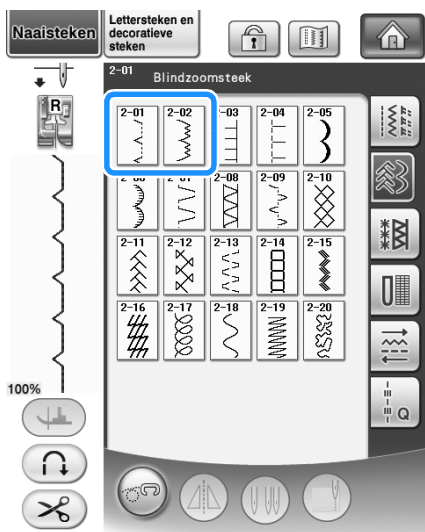 Naaisteken
Lettersteken en
decoratieve
steken
2-01
Blindzoomsteek
R
2-01 2-02 -03 2-04 2-05
2-08 2-09 2-10
2-11 2-12 2-13 2-14 2-15
2-16 2-17 2-18 2-19 2-20
100%
Q